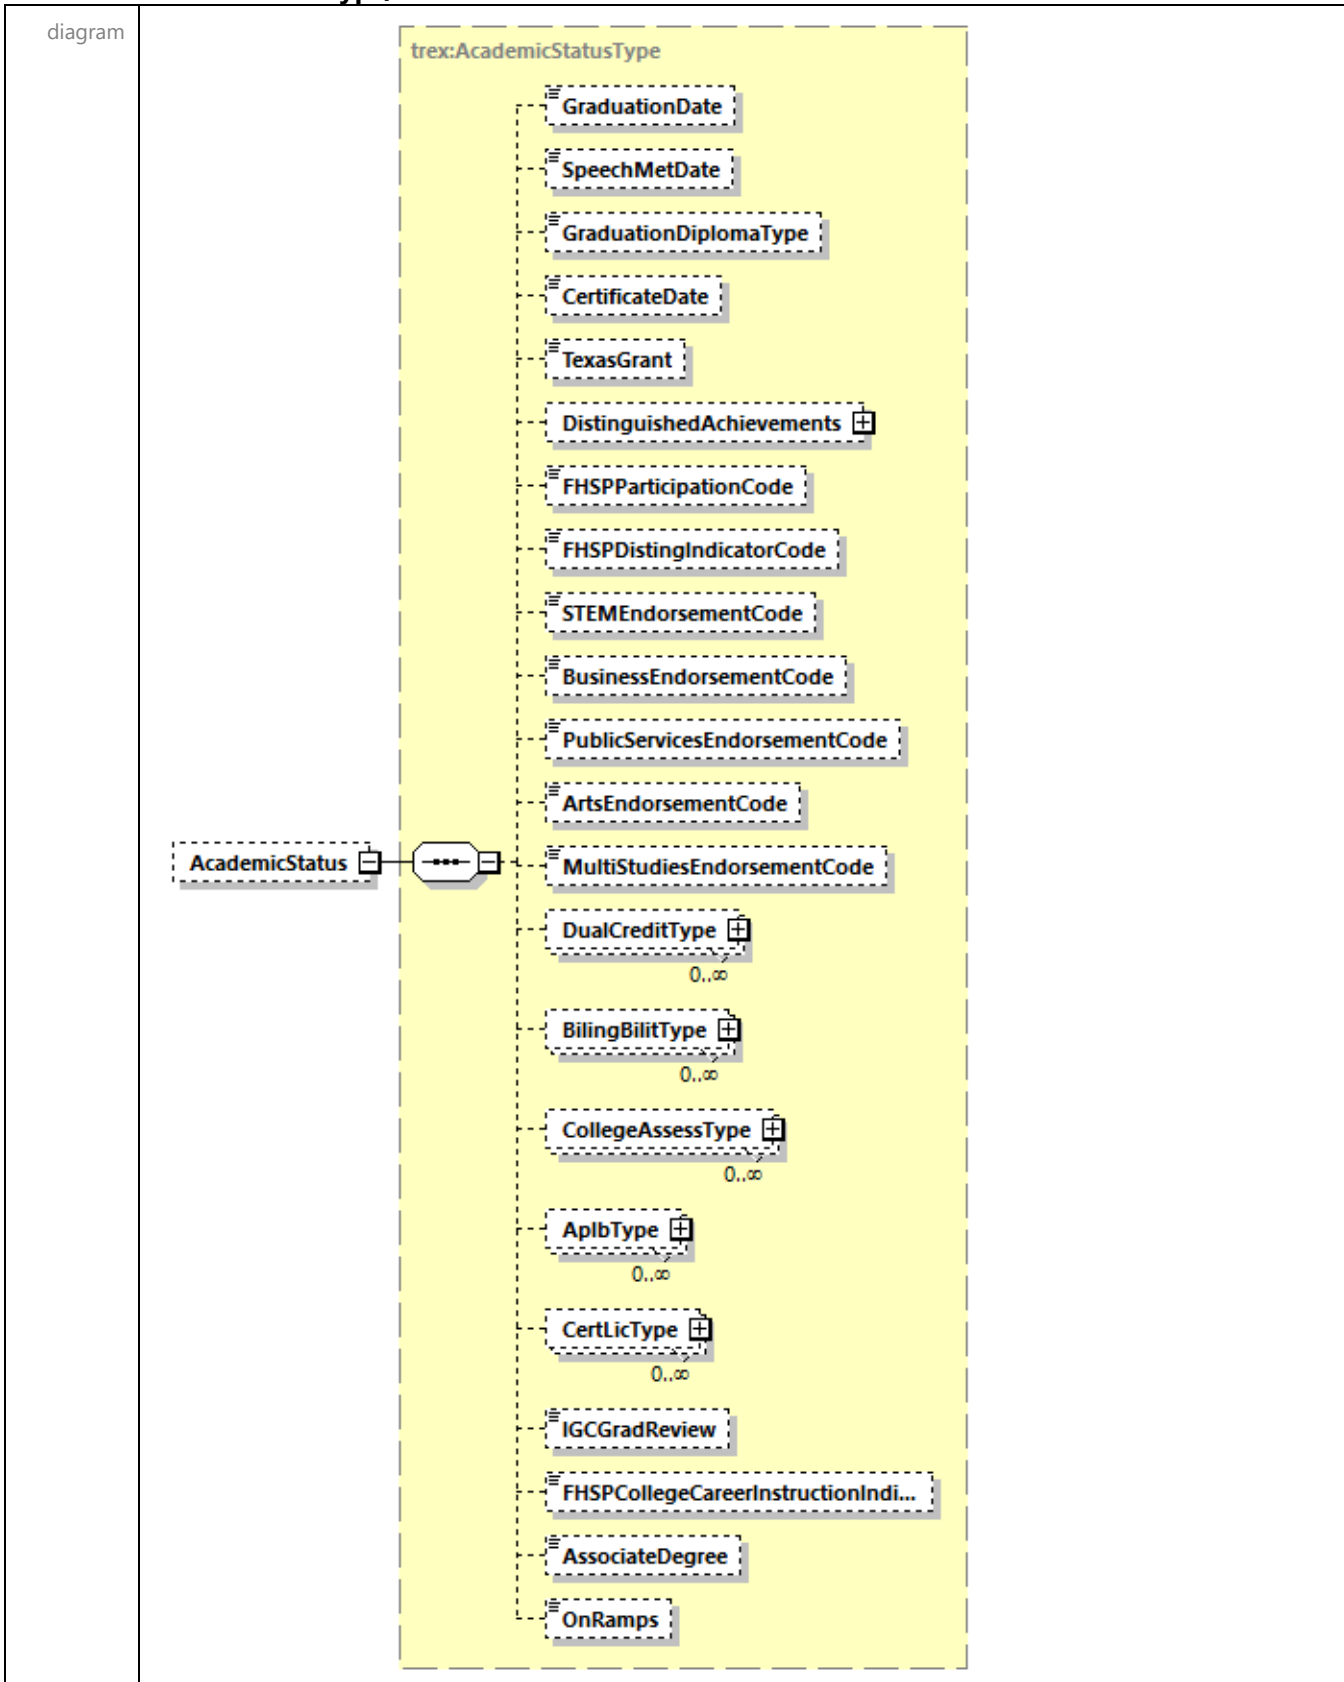 diagram
trex:AcademicStatusType
GraduationDate
SpeechMetDate
GraduationDiplomaType
CertificateDate
TexasGrant
DistinguishedAchievements
FHSPParticipationCode
FHSPDistingIndicatorCode
STEMEndorsementCode
BusinessEndorsementCode
PublicServicesEndorsementCode
ArtsEndorsementCode
AcademicStatus
MultiStudiesEndorsementCode
DualCreditType
0..∞
BilingBilitType
0..∞
CollegeAssessType
0..∞
ApIbType
0..∞
CertLicType
0..∞
IGCGradReview
FHSPCollegeCareerInstructionIndi...
AssociateDegree
OnRamps